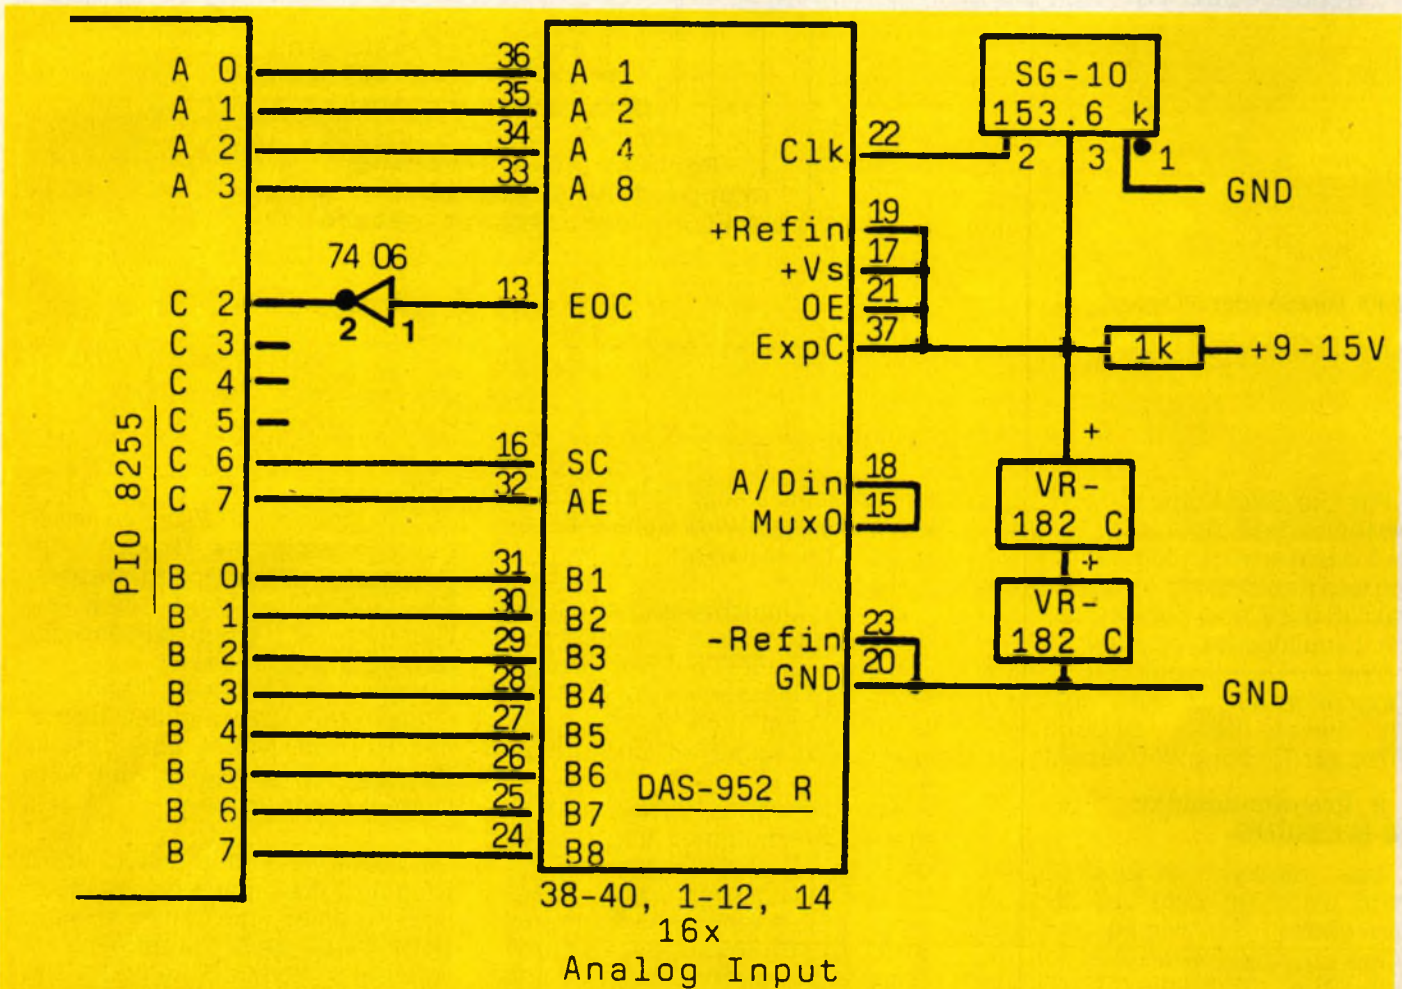 A 0 36 A 1
A 1 35 A 2
A 2 34 A 4
A 3 33 A 8
74 06
C 2 2 1 13 EOC
C 3
C 4
C 5
C 6 16 SC
C 7 32 AE
PIO 8255
B 0 31 B1
B 1 30 B2
B 2 29 B3
B 3 28 B4
B 4 27 B5
B 5 26 B6
B 6 25 B7
B 7 24 B8
DAS-952 R
38-40, 1-12, 14
16x
Analog Input
Clk 22
+Refin 19
+Vs 17
OE 21
ExpC 37
A/Din 18
MuxO 15
-Refin 23
GND 20
SG-10
153.6 k
2 3 1
GND
1k +9-15V
+
VR-
182 C
+
VR-
182 C
GND